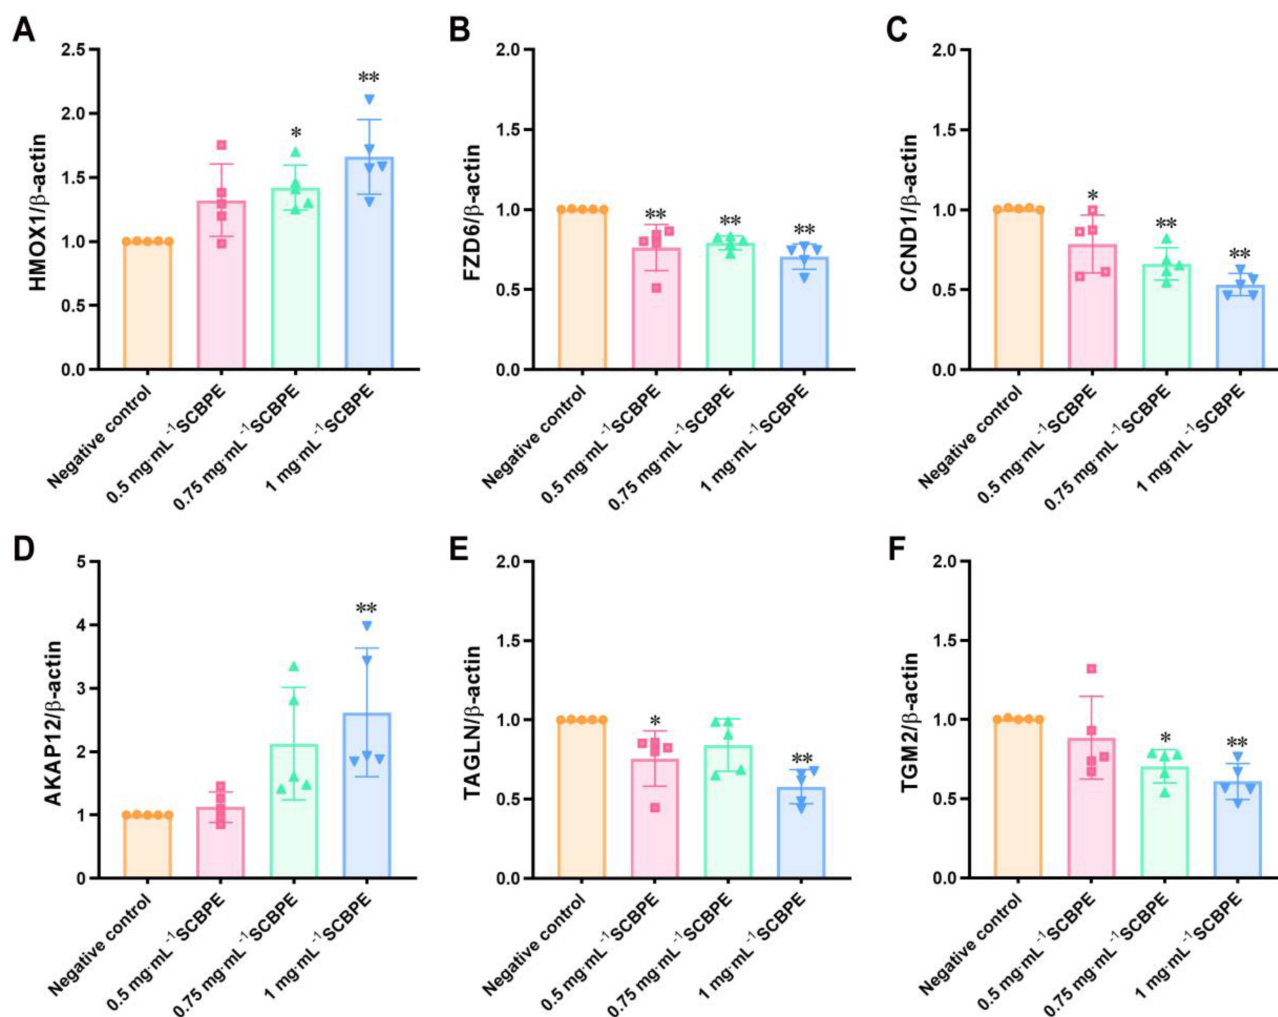 A
HMOX1/β-actin
2.5
2.0
1.5
1.0
0.5
0.0
*
**
Negative control
0.5 mg·mL⁻¹SCBPE
0.75 mg·mL⁻¹SCBPE
1 mg·mL⁻¹SCBPE
B
FZD6/β-actin
2.0
1.5
1.0
0.5
0.0
**
**
**
Negative control
0.5 mg·mL⁻¹SCBPE
0.75 mg·mL⁻¹SCBPE
1 mg·mL⁻¹SCBPE
C
CCND1/β-actin
2.0
1.5
1.0
0.5
0.0
*
**
**
Negative control
0.5 mg·mL⁻¹SCBPE
0.75 mg·mL⁻¹SCBPE
1 mg·mL⁻¹SCBPE
D
AKAP12/β-actin
5
4
3
2
1
0
**
Negative control
0.5 mg·mL⁻¹SCBPE
0.75 mg·mL⁻¹SCBPE
1 mg·mL⁻¹SCBPE
E
TAGLN/β-actin
2.0
1.5
1.0
0.5
0.0
*
**
Negative control
0.5 mg·mL⁻¹SCBPE
0.75 mg·mL⁻¹SCBPE
1 mg·mL⁻¹SCBPE
F
TGM2/β-actin
2.0
1.5
1.0
0.5
0.0
*
**
Negative control
0.5 mg·mL⁻¹SCBPE
0.75 mg·mL⁻¹SCBPE
1 mg·mL⁻¹SCBPE